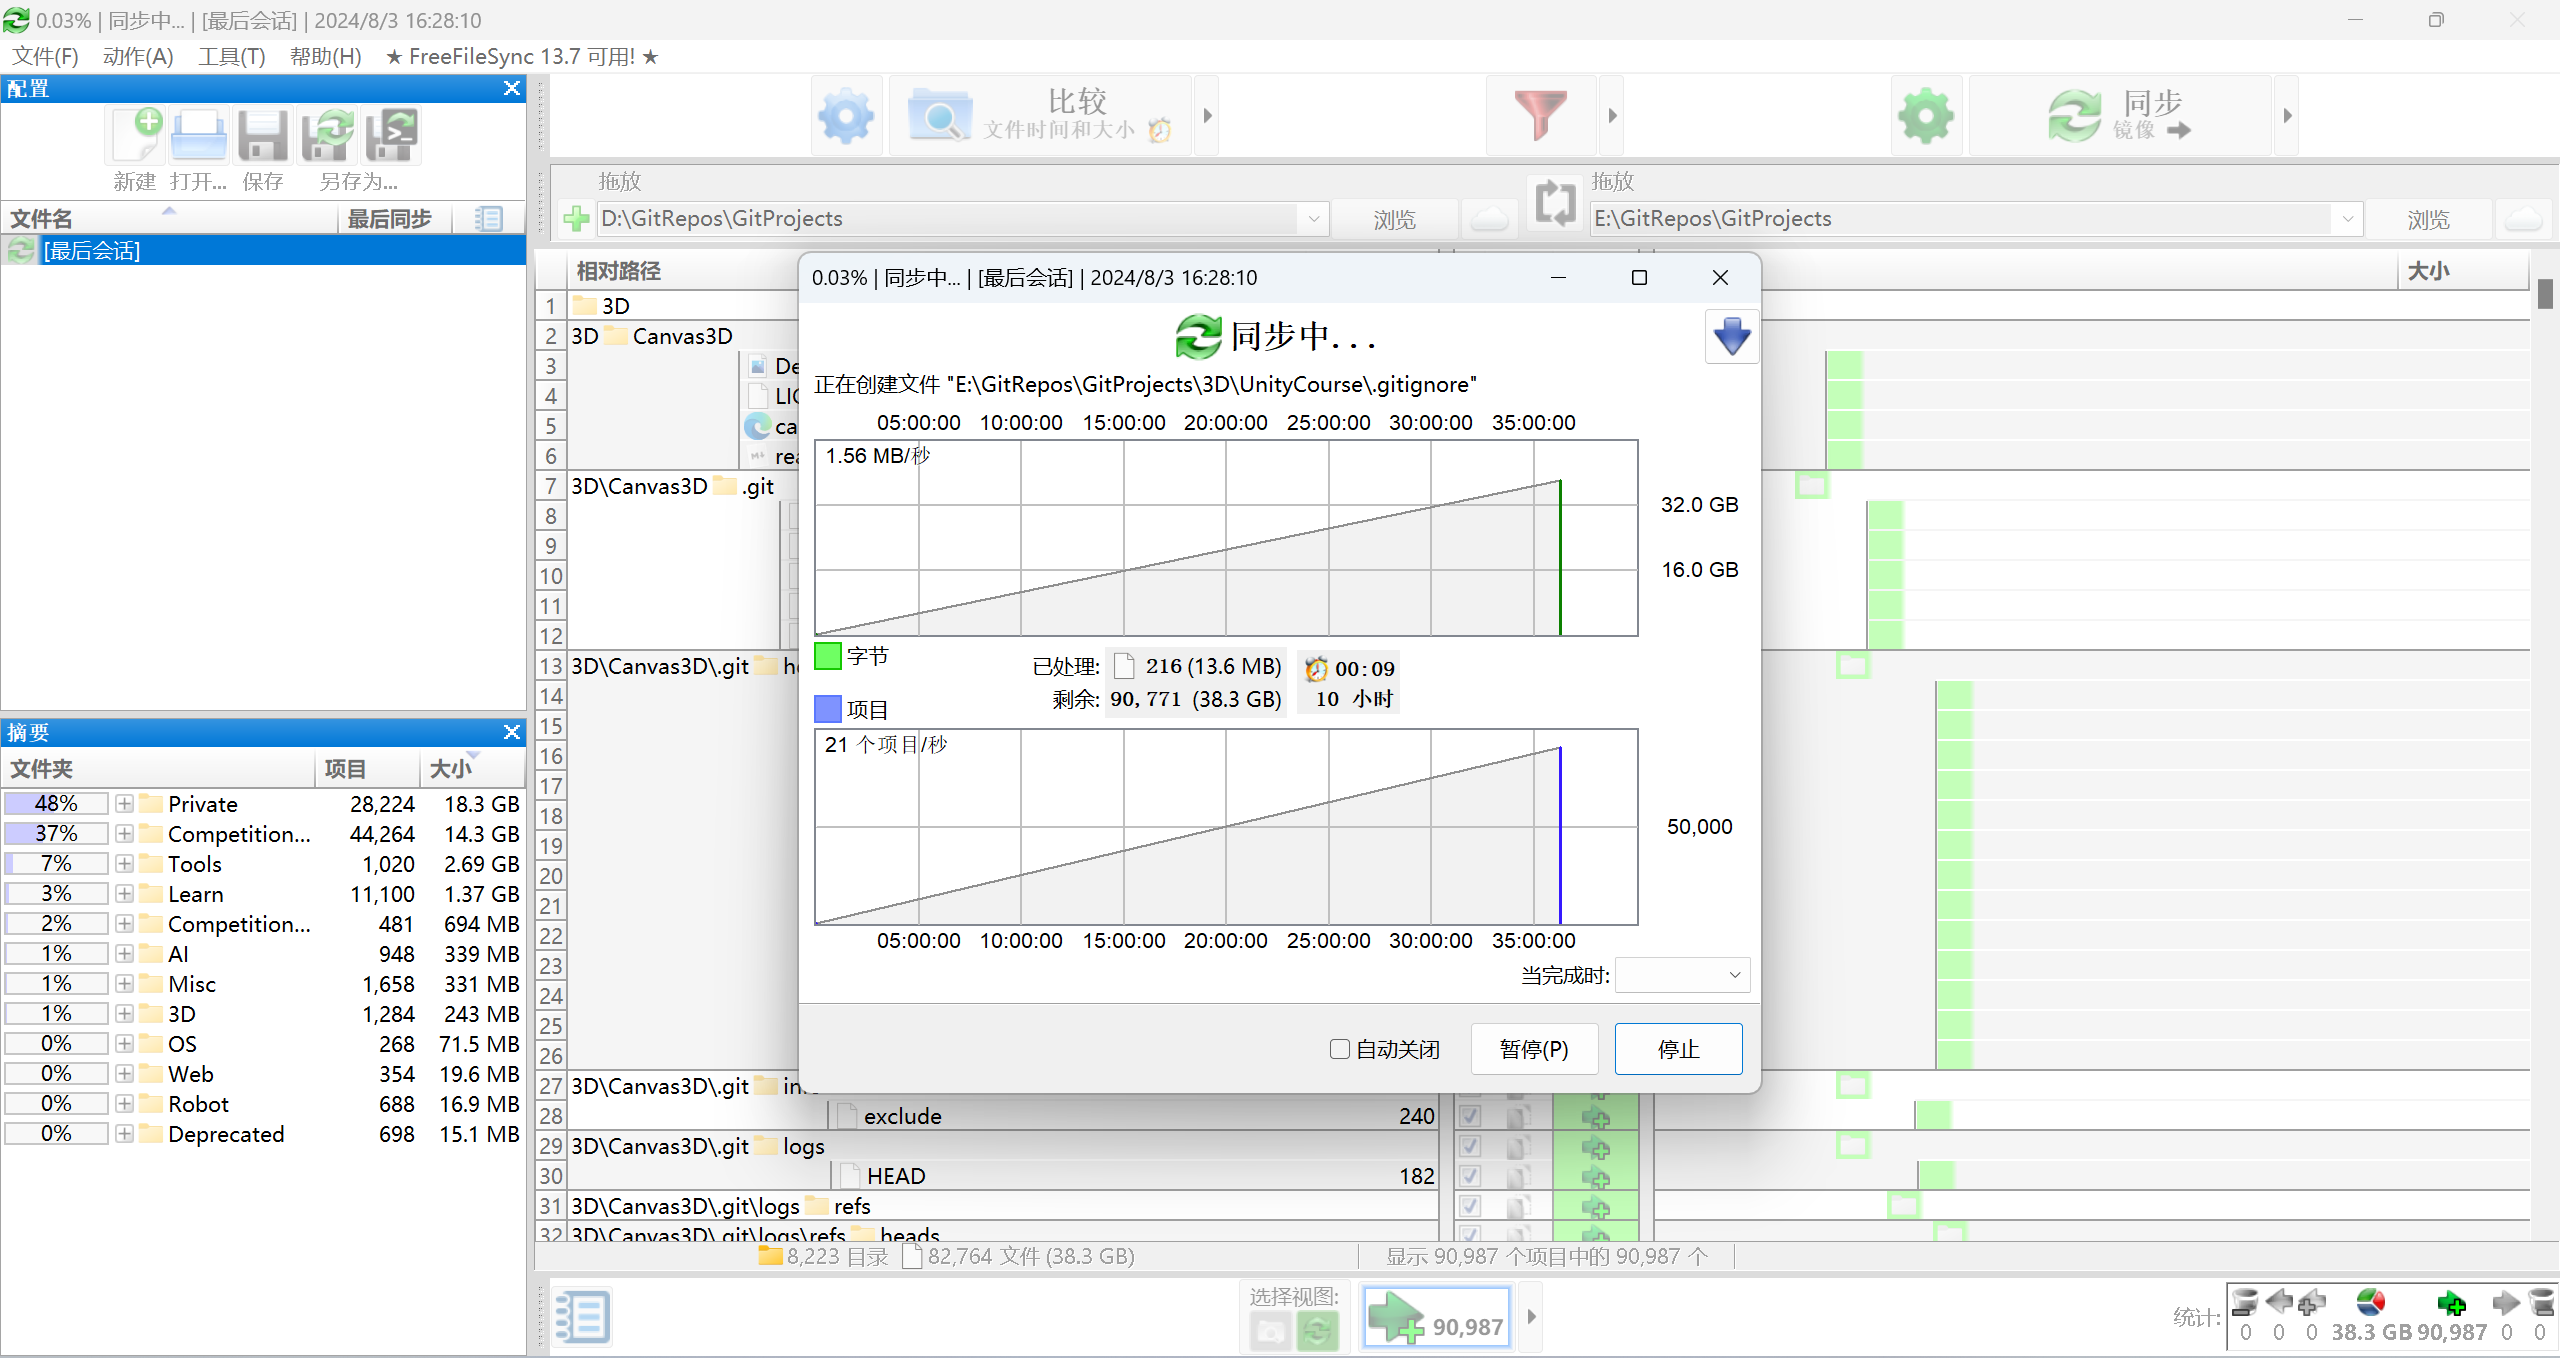 0.03% | 同步中... | [最后会话] | 2024/8/3 16:28:10
文件(F) 动作(A) 工具(T) 帮助(H) ★ FreeFileSync 13.7 可用! ★
配置
新建 打开... 保存 另存为...
文件名 最后同步
[最后会话]
比较
文件时间和大小
同步
镜像
拖放
D:\GitRepos\GitProjects 浏览
拖放
E:\GitRepos\GitProjects 浏览
相对路径
大小
1 3D
2 3D Canvas3D
3 De
4 LIC
5 ca
6 rea
7 3D\Canvas3D .git
8
9
10
11
12
13 3D\Canvas3D\.git
14
15
16
17
18
19
20
21
22
23
24
25
26
27 3D\Canvas3D\.git
28 exclude 240
29 3D\Canvas3D\.git logs
30 HEAD 182
31 3D\Canvas3D\.git\logs refs
32 3D\Canvas3D\.git\logs\refs heads
8,223 目录 82,764 文件 (38.3 GB) 显示 90,987 个项目中的 90,987 个
选择视图:
90,987
统计:
0 0 0 38.3 GB 90,987 0 0
摘要
文件夹 项目 大小
48% Private 28,224 18.3 GB
37% Competition... 44,264 14.3 GB
7% Tools 1,020 2.69 GB
3% Learn 11,100 1.37 GB
2% Competition... 481 694 MB
1% AI 948 339 MB
1% Misc 1,658 331 MB
1% 3D 1,284 243 MB
0% OS 268 71.5 MB
0% Web 354 19.6 MB
0% Robot 688 16.9 MB
0% Deprecated 698 15.1 MB
0.03% | 同步中... | [最后会话] | 2024/8/3 16:28:10
同步中...
正在创建文件 "E:\GitRepos\GitProjects\3D\UnityCourse\.gitignore"
05:00:00 10:00:00 15:00:00 20:00:00 25:00:00 30:00:00 35:00:00
1.56 MB/秒
32.0 GB
16.0 GB
字节
已处理: 216 (13.6 MB) 00:09
剩余: 90,771 (38.3 GB) 10 小时
项目
21 个项目/秒
50,000
05:00:00 10:00:00 15:00:00 20:00:00 25:00:00 30:00:00 35:00:00
当完成时:
自动关闭 暂停(P) 停止